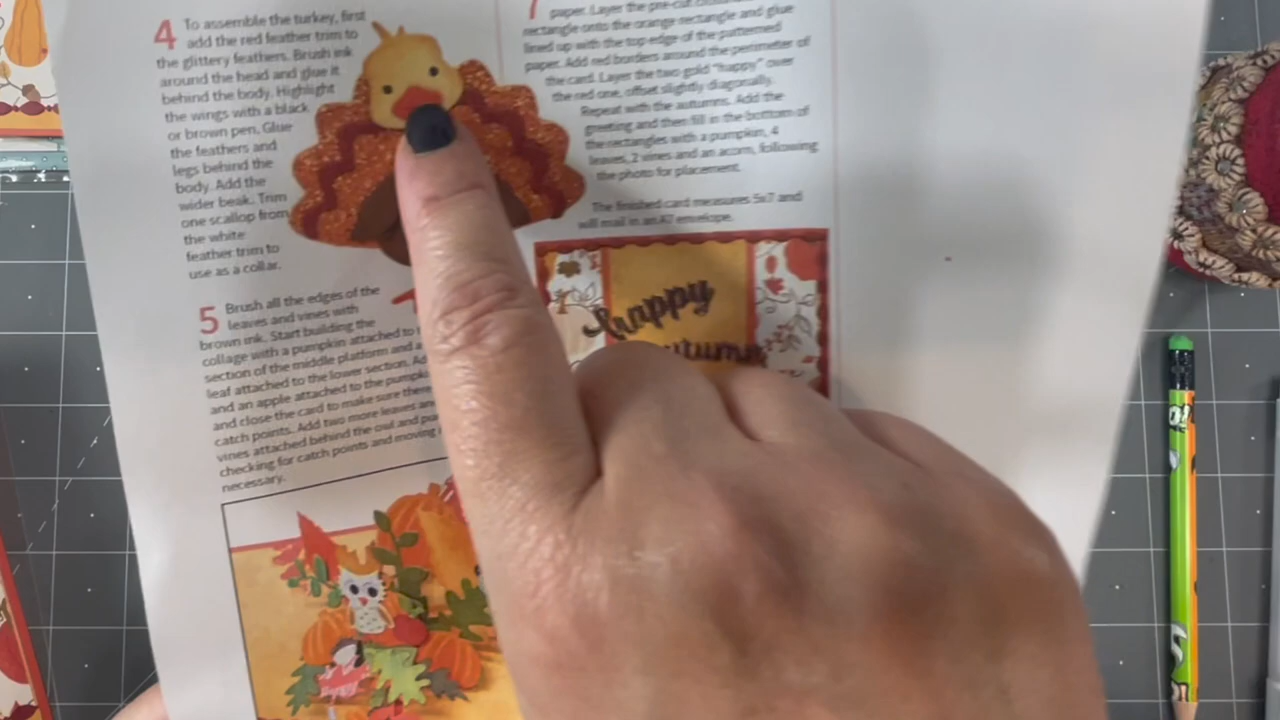 4 To assemble the turkey, first
add the red feather trim to
the glittery feathers. Brush ink
around the head and glue it
behind the body. Highlight
the wings with a black
or brown pen. Glue
the feathers and
legs behind the
body. Add the
wider beak. Trim
one scallop from
the white
feather trim to
use as a collar.
5 Brush all the edges of the
leaves and vines with
brown ink. Start building the
collage with a pumpkin attached to
section of the middle platform and a
leaf attached to the lower section.
and an apple attached to the
and close the card to make sure
catch points. Add two more leaves
vines attached behind the owl and
checking for catch points and moving
necessary.
7 paper. Layer the pre-cut
rectangle onto the orange rectangle and glue
lined up with the top edge of the patterned
paper. Add red borders around the perimeter of
the card. Layer the two gold "happy" over
the red one, offset slightly diagonally.
Repeat with the autumns. Add the
greeting and then fill in the bottom of
the rectangles with a pumpkin, 4
leaves, 2 vines and an acorn, following
the photo for placement.
The finished card measures 5x7 and
will mail in an A7 envelope.
happy